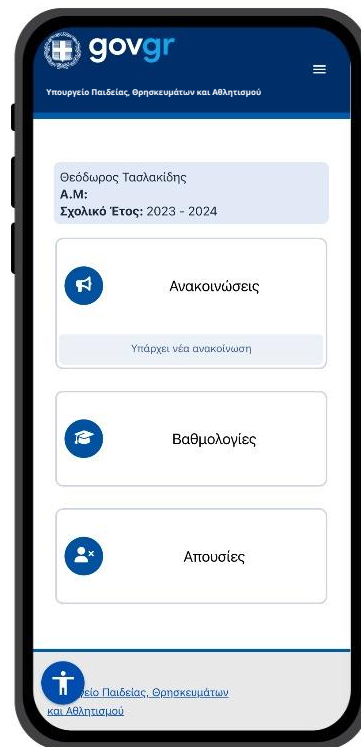 govgr
Υπουργείο Παιδείας, Θρησκευμάτων και Αθλητισμού
Θεόδωρος Τασλακίδης
Α.Μ:
Σχολικό Έτος: 2023 - 2024
Ανακοινώσεις
Υπάρχει νέα ανακοίνωση
Βαθμολογίες
Απουσίες
Παιδείας, Θρησκευμάτων
και Αθλητισμού